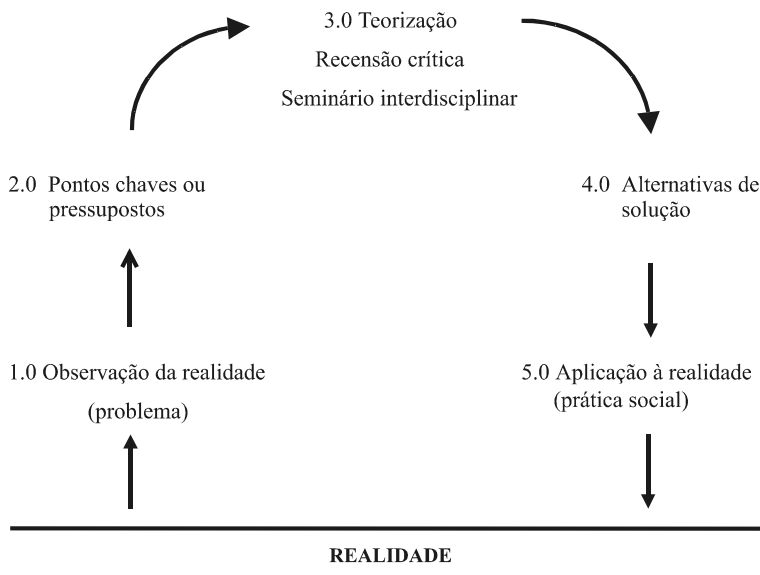 3.0 Teorização
Recensão crítica
Seminário interdisciplinar
2.0 Pontos chaves ou
pressupostos
4.0 Alternativas de
solução
1.0 Observação da realidade
(problema)
5.0 Aplicação à realidade
(prática social)
REALIDADE